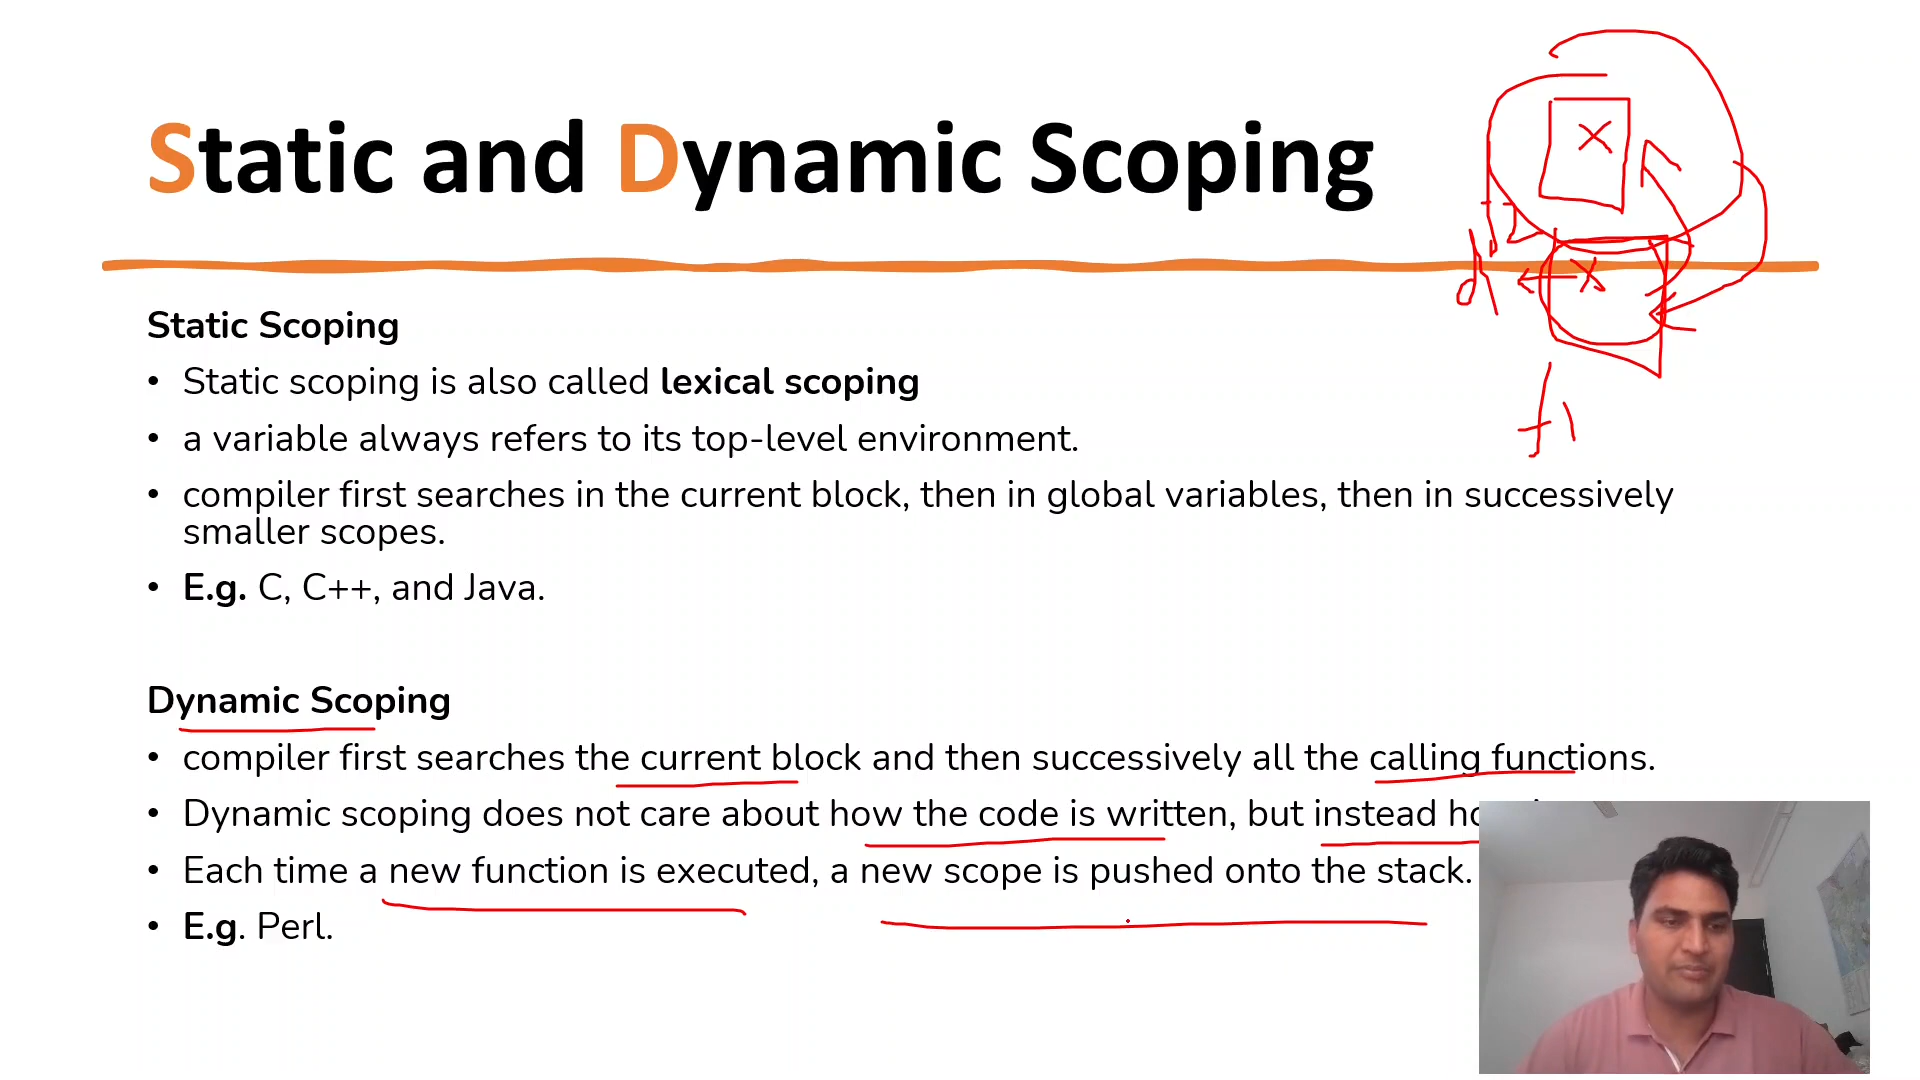 Static and Dynamic Scoping
X
X
f1
Static Scoping
• Static scoping is also called lexical scoping
• a variable always refers to its top-level environment.
• compiler first searches in the current block, then in global variables, then in successively
smaller scopes.
• E.g. C, C++, and Java.
Dynamic Scoping
• compiler first searches the current block and then successively all the calling functions.
• Dynamic scoping does not care about how the code is written, but instead
• Each time a new function is executed, a new scope is pushed onto the stack.
• E.g. Perl.